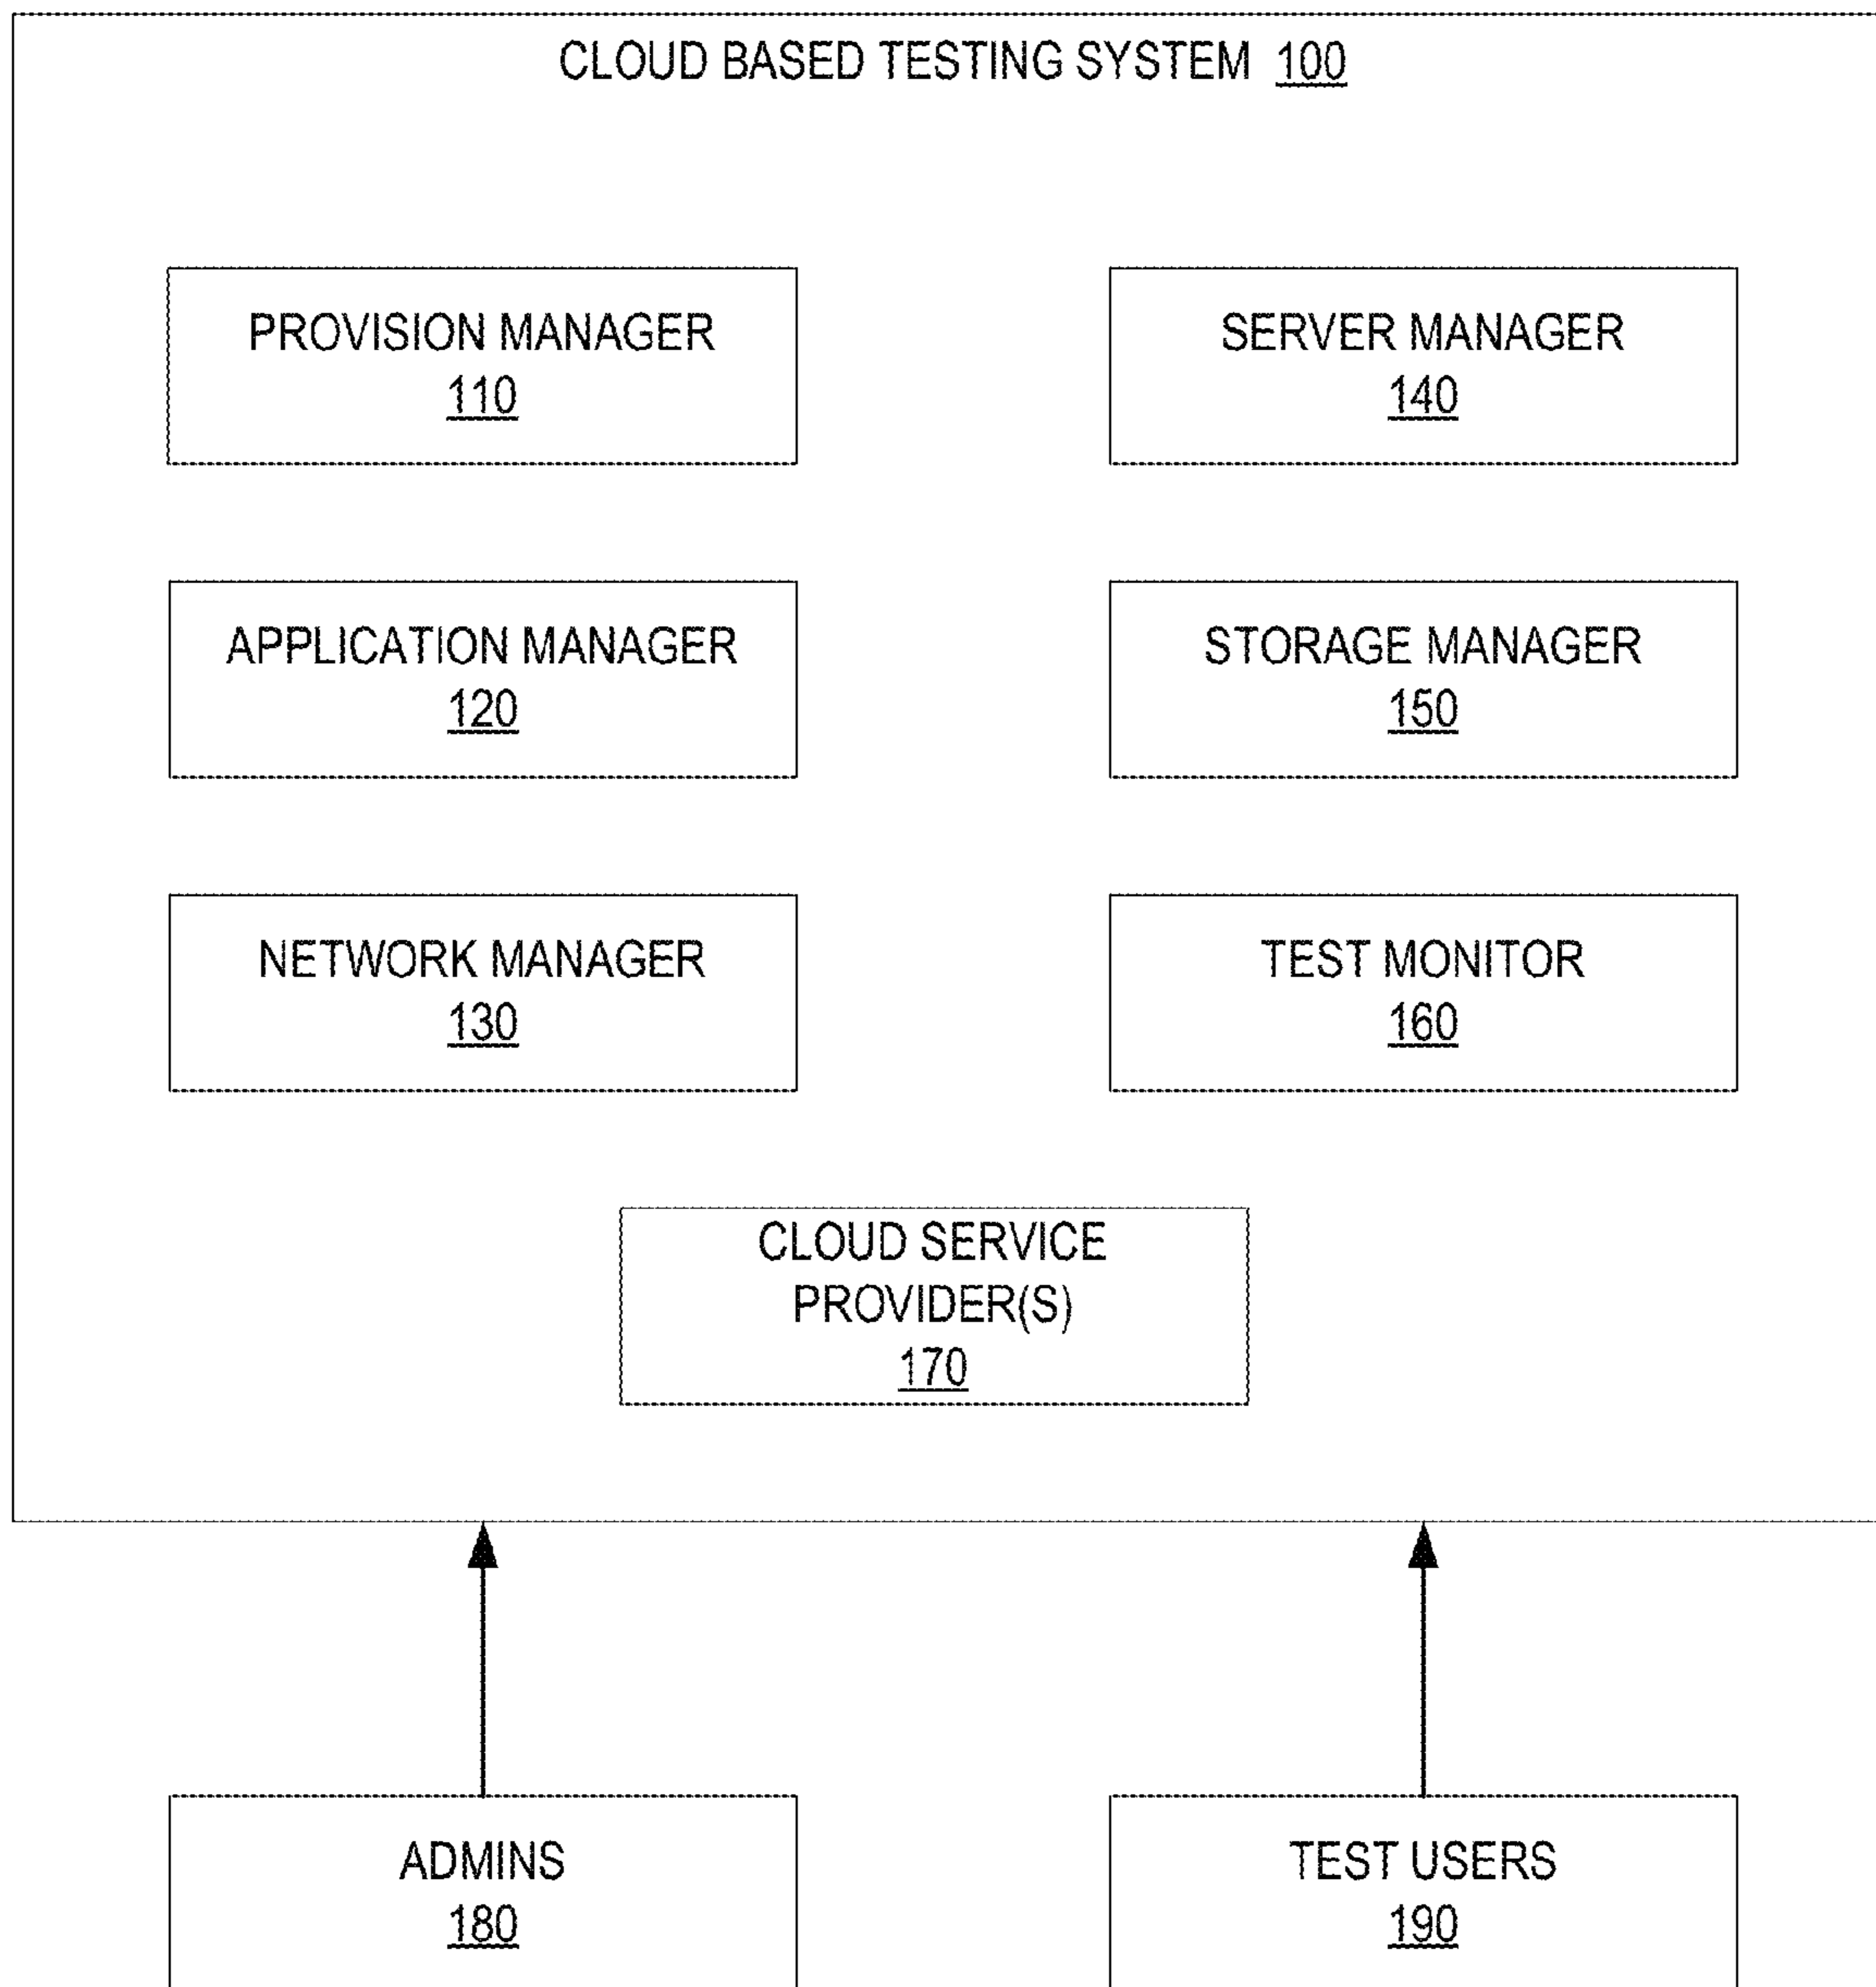 CLOUD BASED TESTING SYSTEM 100
PROVISION MANAGER
110
SERVER MANAGER
140
APPLICATION MANAGER
120
STORAGE MANAGER
150
NETWORK MANAGER
130
TEST MONITOR
160
CLOUD SERVICE
PROVIDER(S)
170
ADMINS
180
TEST USERS
190